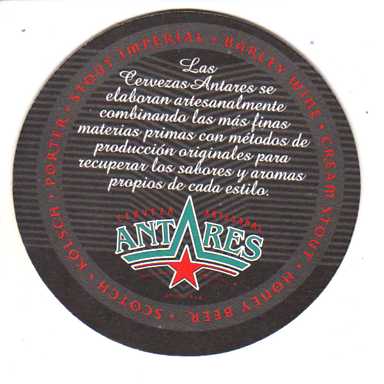 Las
Cervezas Antares se
elaboran artesanalmente
combinando las más finas
materias primas con métodos de
producción originales para
recuperar los sabores y aromas
propios de cada estilo.
KOLSCH · PORTER · STOUT IMPERIAL · BARLEY WINE · CREAM STOUT · HONEY BEER · SCOTCH ·
CERVEZA ARTESANAL
ANTARES